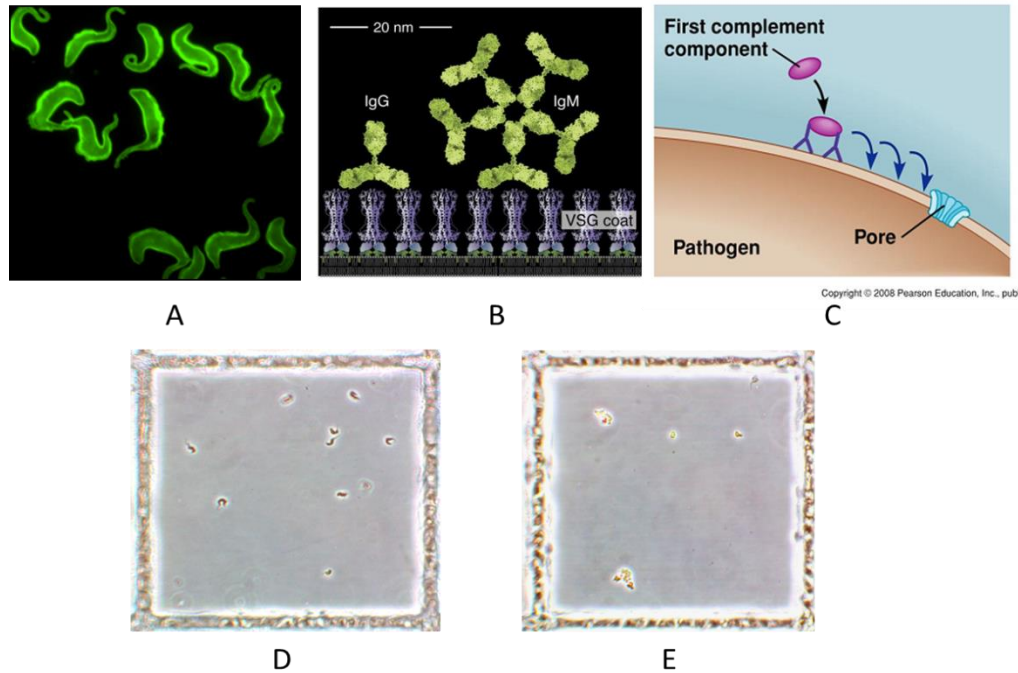 20 nm
IgG
IgM
VSG coat
First complement
component
Pathogen
Pore
Copyright © 2008 Pearson Education, Inc., pub
A
B
C
D
E